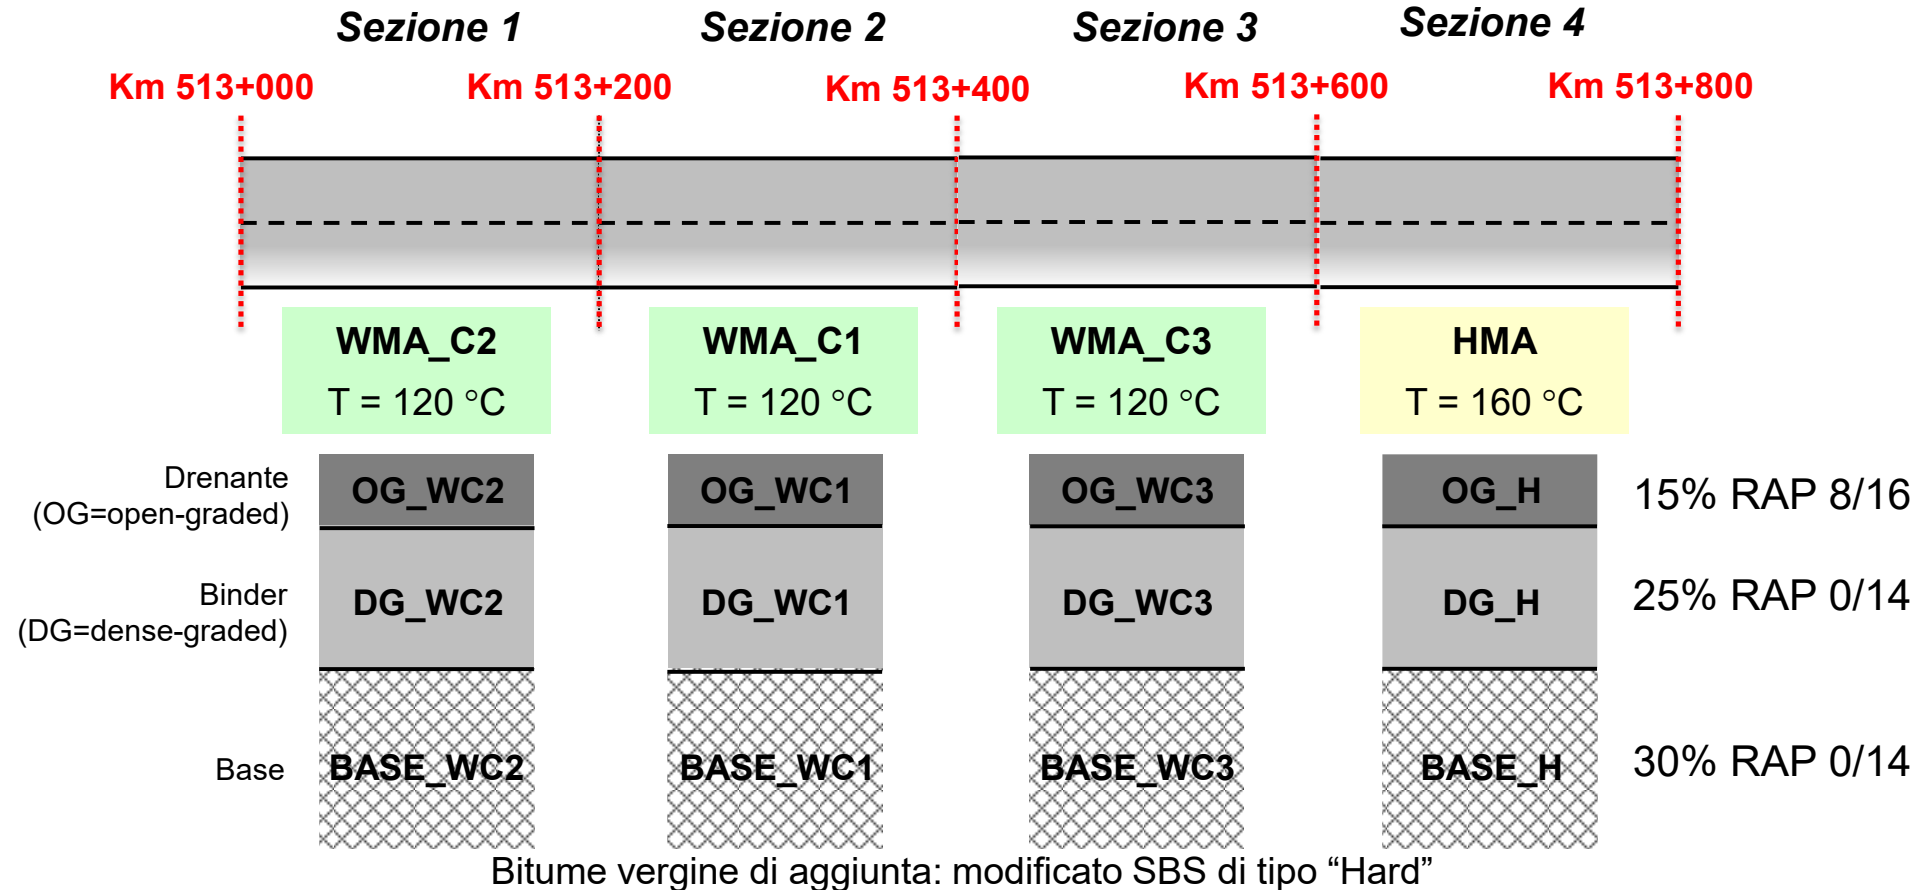 Sezione 1 Sezione 2 Sezione 3 Sezione 4
Km 513+000 Km 513+200 Km 513+400 Km 513+600 Km 513+800
WMA_C2 WMA_C1 WMA_C3 HMA
T = 120 °C T = 120 °C T = 120 °C T = 160 °C
Drenante
(OG=open-graded)
OG_WC2 OG_WC1 OG_WC3 OG_H 15% RAP 8/16
Binder
(DG=dense-graded)
DG_WC2 DG_WC1 DG_WC3 DG_H 25% RAP 0/14
Base BASE_WC2 BASE_WC1 BASE_WC3 BASE_H 30% RAP 0/14
Bitume vergine di aggiunta: modificato SBS di tipo “Hard”